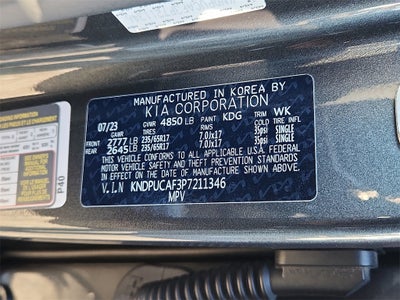 MANUFACTURED IN KOREA BY
KIA CORPORATION
07/23 GVWR 4850 LB PAINT KDG TRIM WK
GAWR TIRE RIMS COLD TIRE
FRONT 2777 LB 235/65R17 7.0Jx17 35psi SINGLE
REAR 2645 LB 235/65R17 7.0Jx17 35psi SINGLE
THIS VEHICLE CONFORMS TO ALL APPLICABLE U.S.A. FEDERAL
MOTOR VEHICLE SAFETY AND THEFT PREVENTION STANDARDS
IN EFFECT ON THE DATE OF MANUFACTURE SHOWN ABOVE.
V.I.N KNDPUCAF3P7211346
MPV
P40